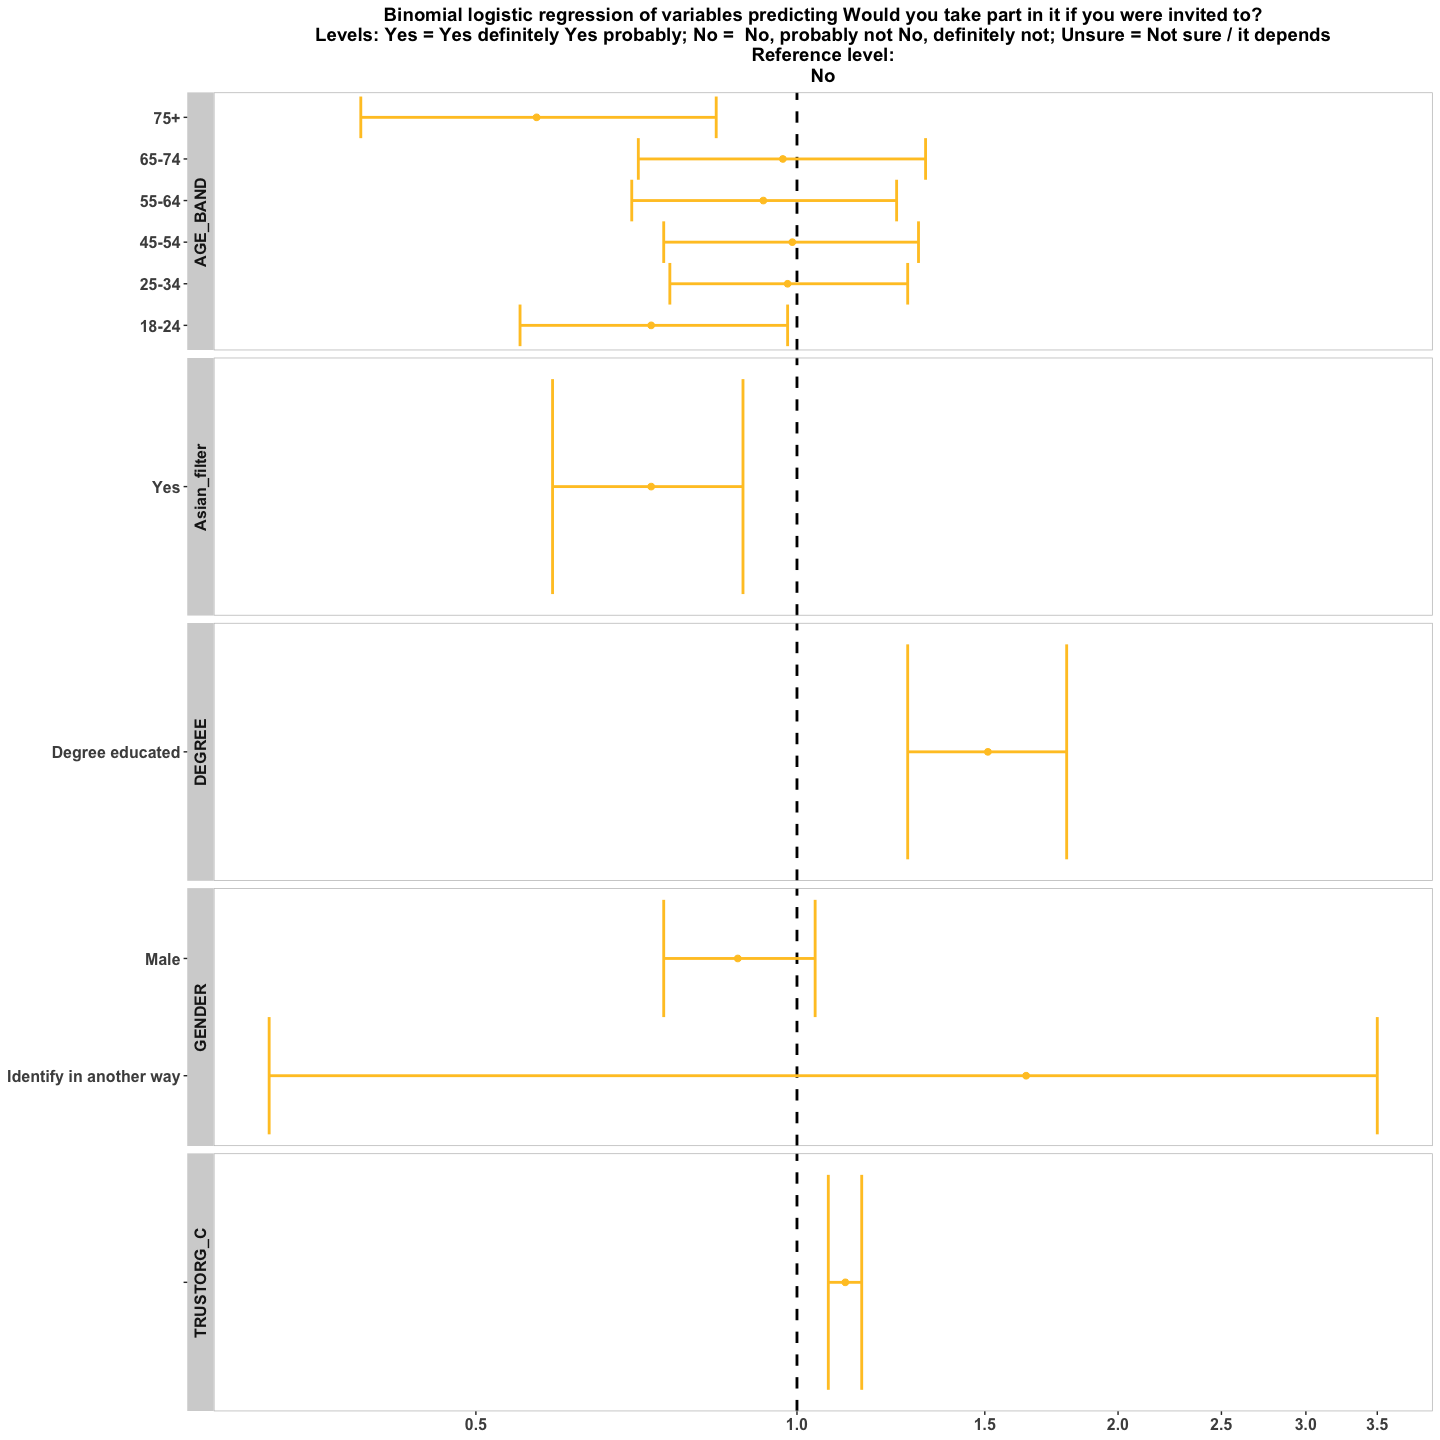 Binomial logistic regression of variables predicting Would you take part in it if you were invited to?
Levels: Yes = Yes definitely Yes probably; No =  No, probably not No, definitely not; Unsure = Not sure / it depends
Reference level:
No
AGE_BAND
75+
65-74
55-64
45-54
25-34
18-24
Asian_filter
Yes
DEGREE
Degree educated
GENDER
Male
Identify in another way
TRUSTORG_C
0.5 1.0 1.5 2.0 2.5 3.0 3.5